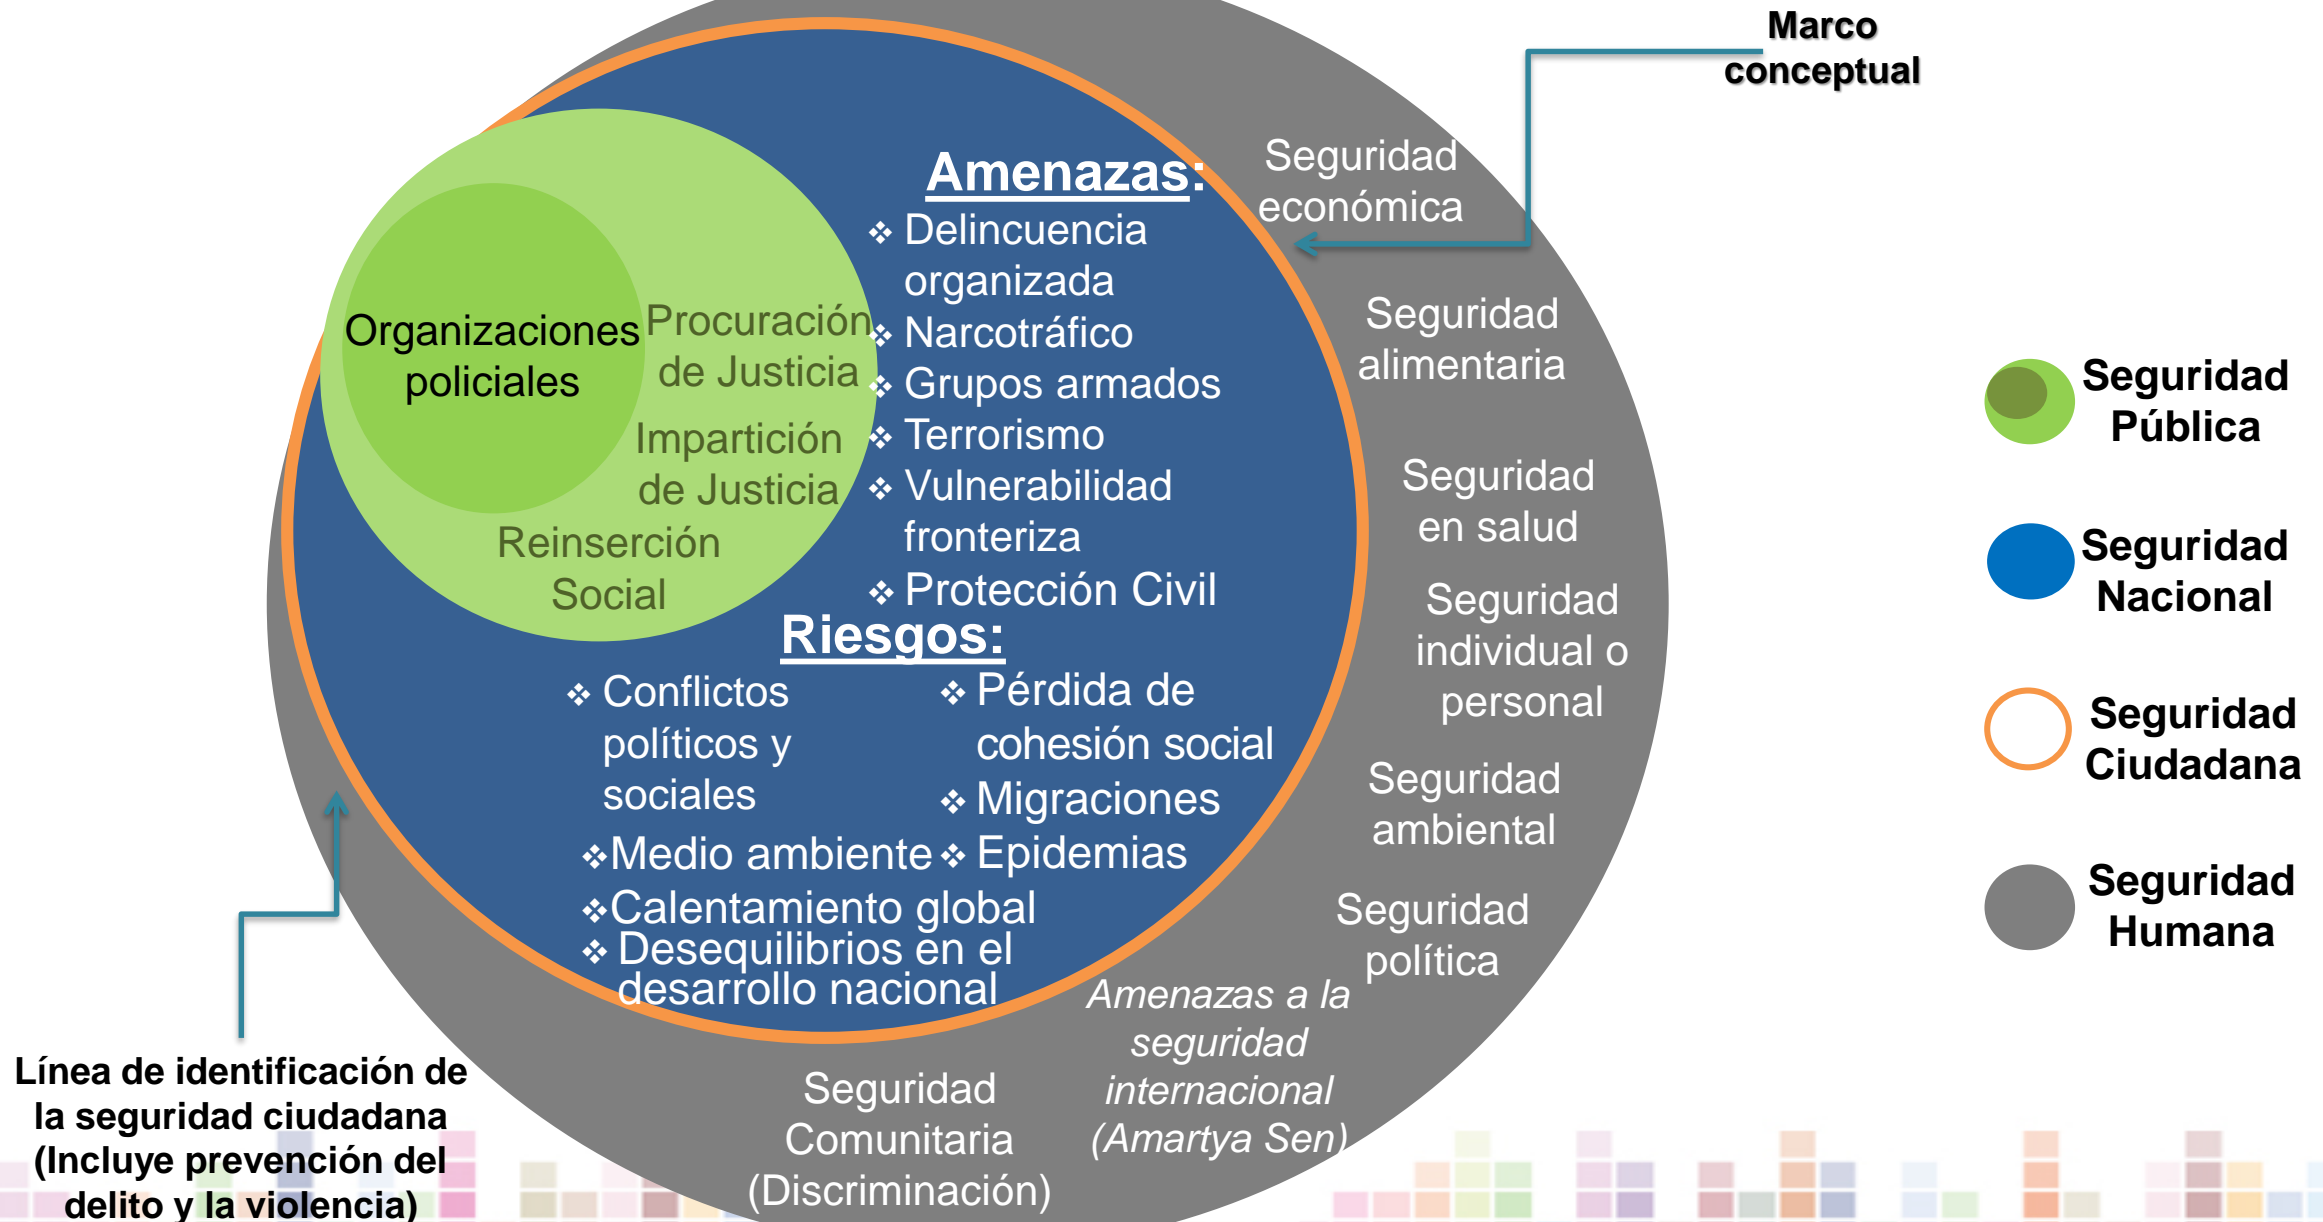 Marco
conceptual
Amenazas:
❖ Delincuencia
organizada
❖ Narcotráfico
❖ Grupos armados
❖ Terrorismo
❖ Vulnerabilidad
fronteriza
❖ Protección Civil
Organizaciones
policiales
Procuración
de Justicia
Impartición
de Justicia
Reinserción
Social
Riesgos:
❖ Conflictos
políticos y
sociales
❖Medio ambiente
❖Calentamiento global
❖ Desequilibrios en el
desarrollo nacional
❖ Pérdida de
cohesión social
❖ Migraciones
❖ Epidemias
Seguridad
económica
Seguridad
alimentaria
Seguridad
en salud
Seguridad
individual o
personal
Seguridad
ambiental
Seguridad
política
Amenazas a la
seguridad
internacional
(Amartya Sen)
Seguridad
Comunitaria
(Discriminación)
Línea de identificación de
la seguridad ciudadana
(Incluye prevención del
delito y la violencia)
Seguridad
Pública
Seguridad
Nacional
Seguridad
Ciudadana
Seguridad
Humana